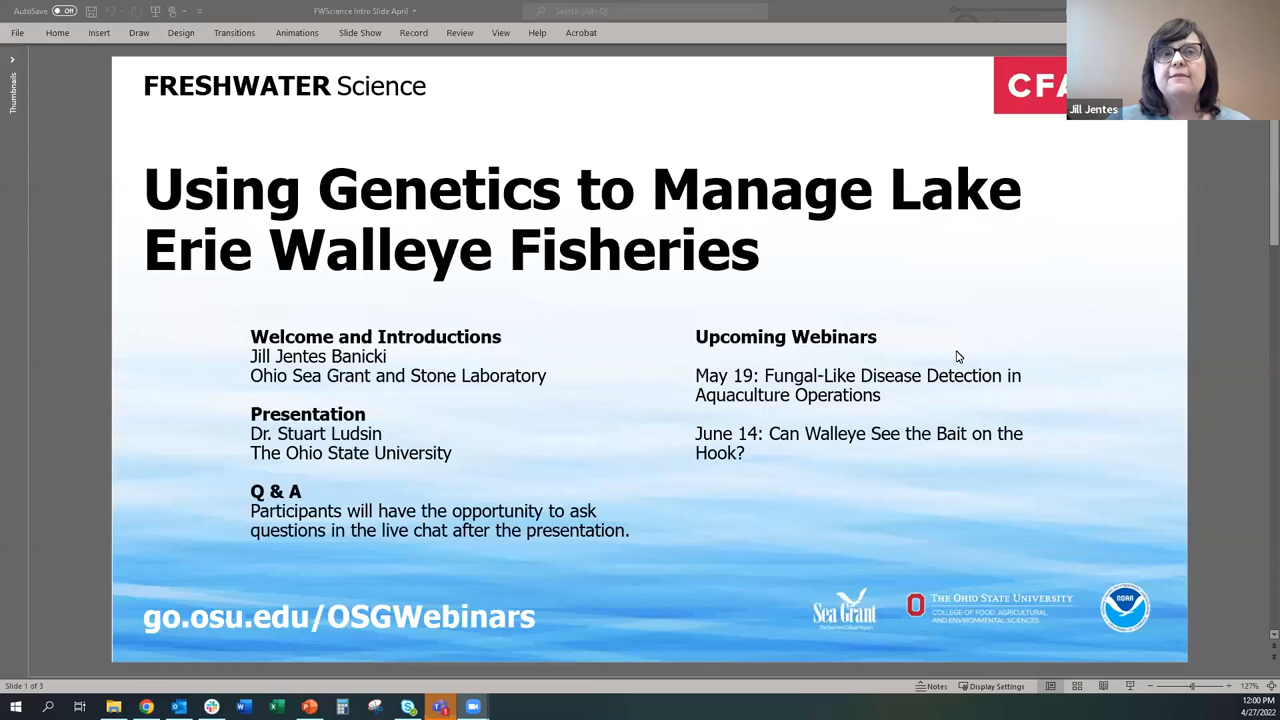 AutoSave Off
FWScience Intro Slide April
Search (Alt+Q)
File Home Insert Draw Design Transitions Animations Slide Show Record Review View Help Acrobat
Thumbnails
FRESHWATER Science
CFA
Jill Jentes
Using Genetics to Manage Lake
Erie Walleye Fisheries
Welcome and Introductions
Jill Jentes Banicki
Ohio Sea Grant and Stone Laboratory
Presentation
Dr. Stuart Ludsin
The Ohio State University
Q & A
Participants will have the opportunity to ask
questions in the live chat after the presentation.
Upcoming Webinars
May 19: Fungal-Like Disease Detection in
Aquaculture Operations
June 14: Can Walleye See the Bait on the
Hook?
go.osu.edu/OSGWebinars
Sea Grant
THE OHIO STATE UNIVERSITY
COLLEGE OF FOOD, AGRICULTURAL,
AND ENVIRONMENTAL SCIENCES
NOAA
Slide 1 of 3
Notes
Display Settings
127%
12:00 PM
4/27/2022